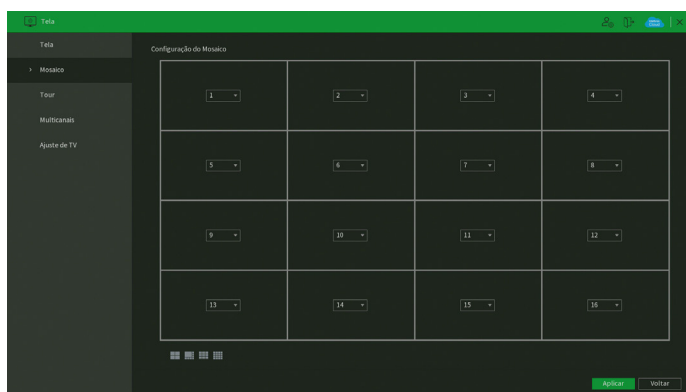 Tela
Tela
Configuração do Mosaico
Mosaico
Tour
Multicanais
Ajuste de TV
1 2 3 4
5 6 7 8
9 10 11 12
13 14 15 16
Aplicar Voltar